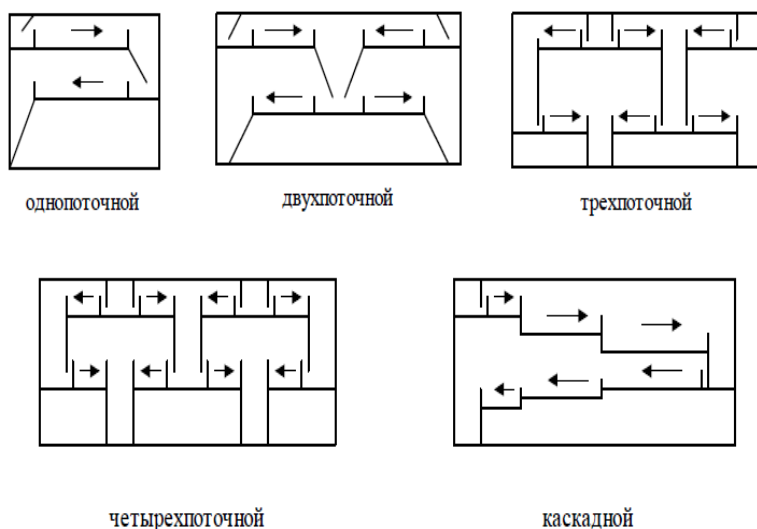 однопоточной
двухпоточной
трехпоточной
четырехпоточной
каскадной